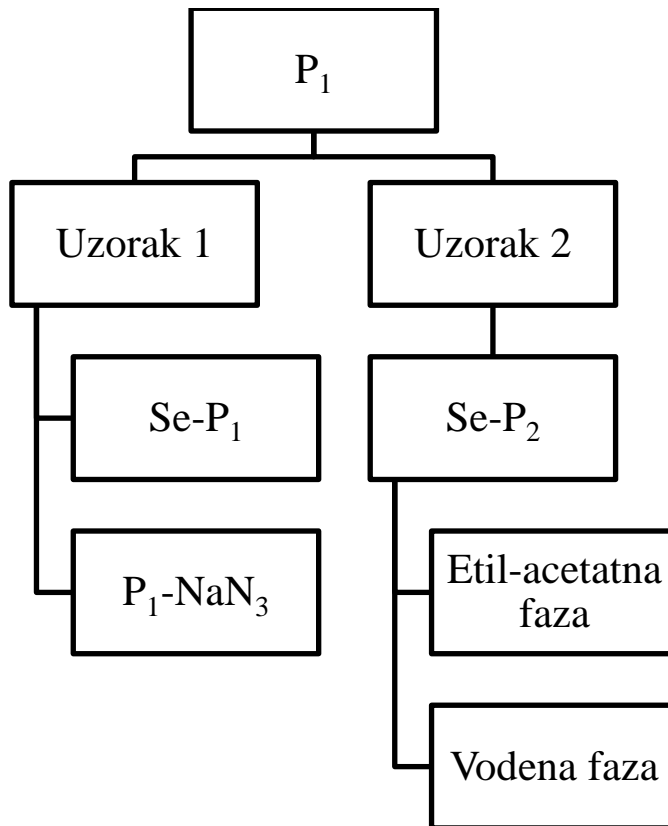 P₁
Uzorak 1
Uzorak 2
Se-P₁
Se-P₂
P₁-NaN₃
Etil-acetatna
faza
Vodena faza